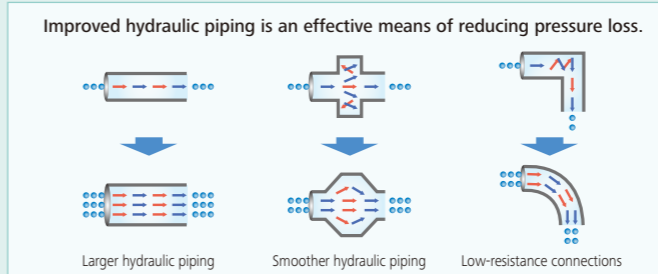 Improved hydraulic piping is an effective means of reducing pressure loss.
Larger hydraulic piping
Smoother hydraulic piping
Low-resistance connections